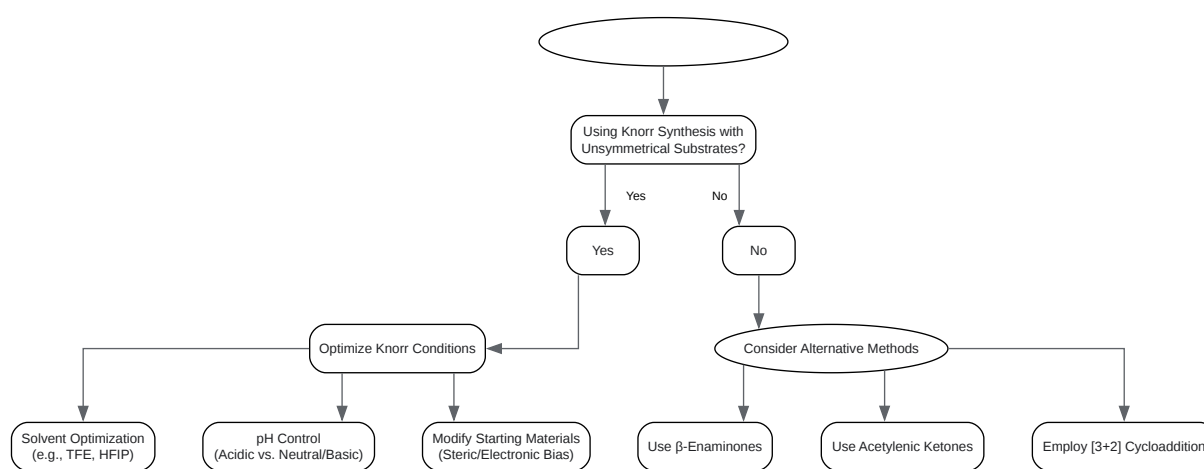 Using Knorr Synthesis with
Unsymmetrical Substrates?
Yes
No
Yes
No
Optimize Knorr Conditions
Consider Alternative Methods
Solvent Optimization
(e.g., TFE, HFIP)
pH Control
(Acidic vs. Neutral/Basic)
Modify Starting Materials
(Steric/Electronic Bias)
Use β-Enaminones
Use Acetylenic Ketones
Employ [3+2] Cycloaddition